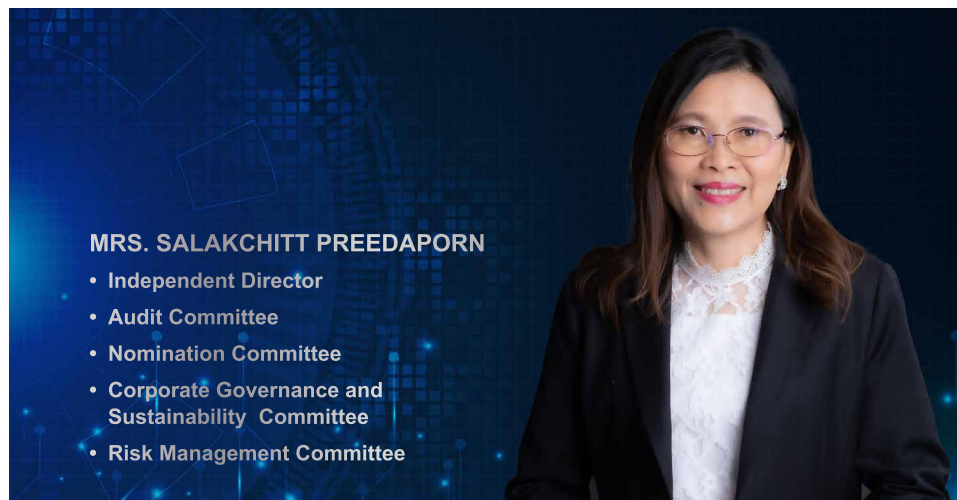 MRS. SALAKCHITT PREEDAPORN
• Independent Director
• Audit Committee
• Nomination Committee
• Corporate Governance and
Sustainability Committee
• Risk Management Committee